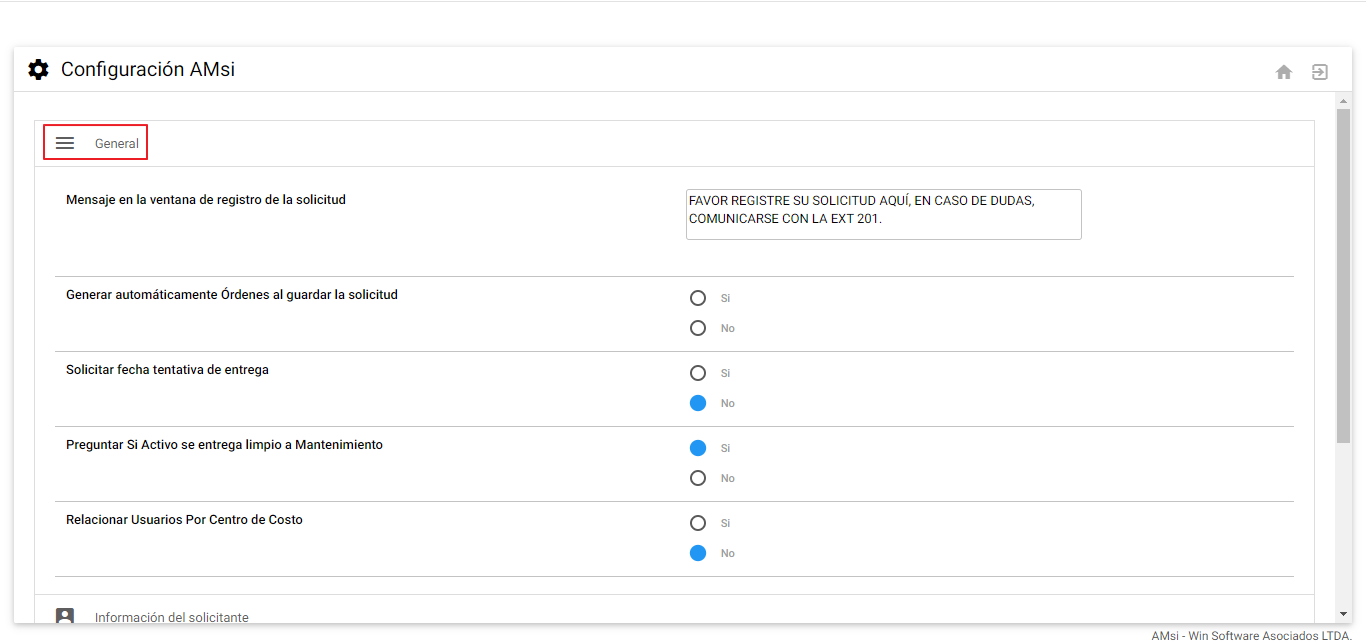 Configuración AMsi
General
Mensaje en la ventana de registro de la solicitud
FAVOR REGISTRE SU SOLICITUD AQUÍ, EN CASO DE DUDAS,
COMUNICARSE CON LA EXT 201.
Generar automáticamente Órdenes al guardar la solicitud
Si
No
Solicitar fecha tentativa de entrega
Si
No
Preguntar Si Activo se entrega limpio a Mantenimiento
Si
No
Relacionar Usuarios Por Centro de Costo
Si
No
Información del solicitante
AMsi - Win Software Asociados LTDA.